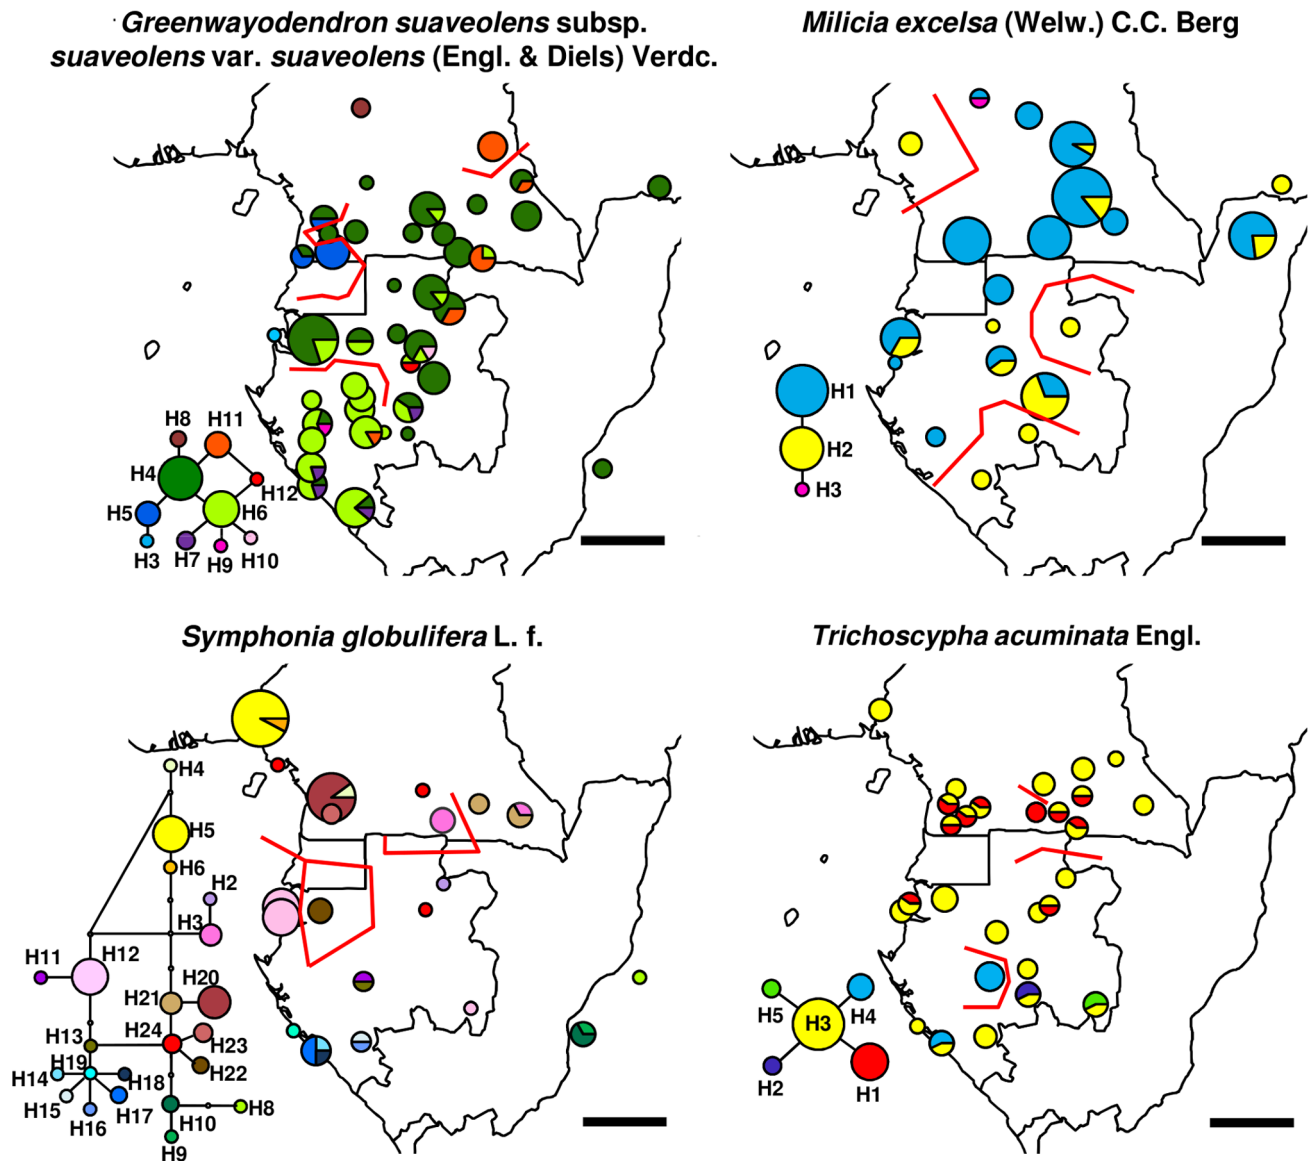 Greenwayodendron suaveolens subsp.
suaveolens var. suaveolens (Engl. & Diels) Verdc.
H8
H11
H4
H12
H5
H6
H3
H7
H9
H10
Milicia excelsa (Welw.) C.C. Berg
H1
H2
H3
Symphonia globulifera L. f.
H4
H5
H6
H2
H3
H11
H12
H20
H21
H13
H24
H23
H19
H22
H14
H18
H15
H17
H16
H10
H8
H9
Trichoscypha acuminata Engl.
H5
H3
H4
H2
H1